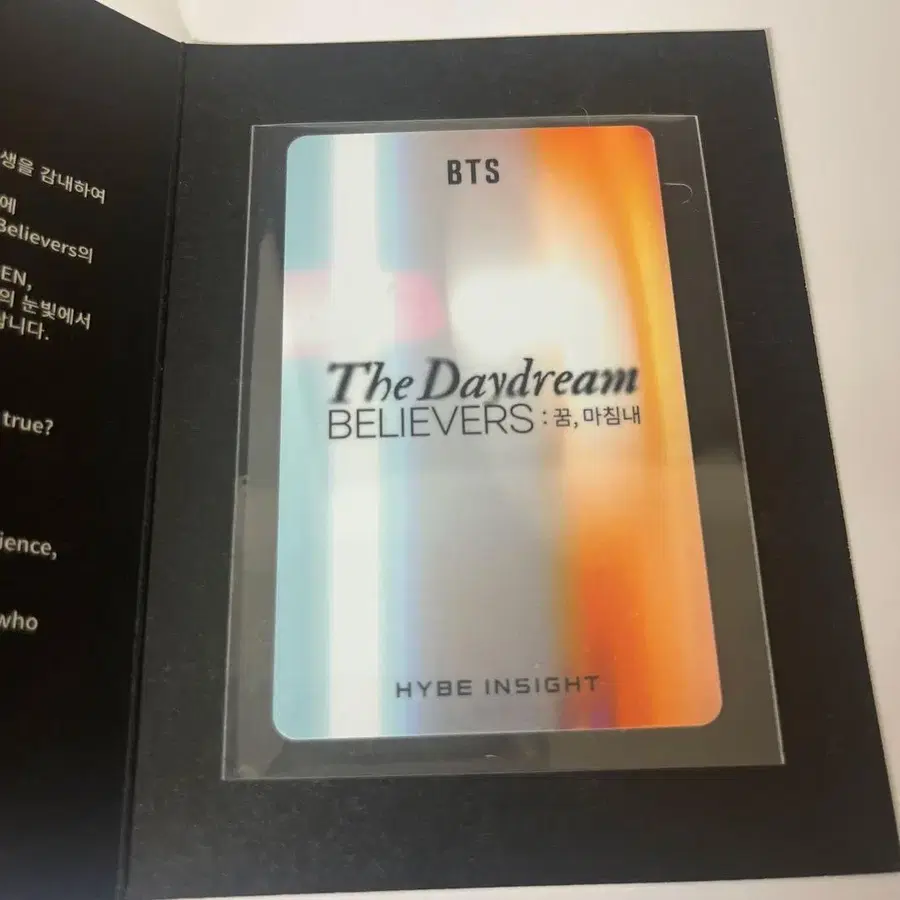 생을 감내하여
에
Believers의
EN,
의 눈빛에서
합니다.
true?
ience,
who
BTS
The Daydream
BELIEVERS : 꿈, 마침내
HYBE INSIGHT